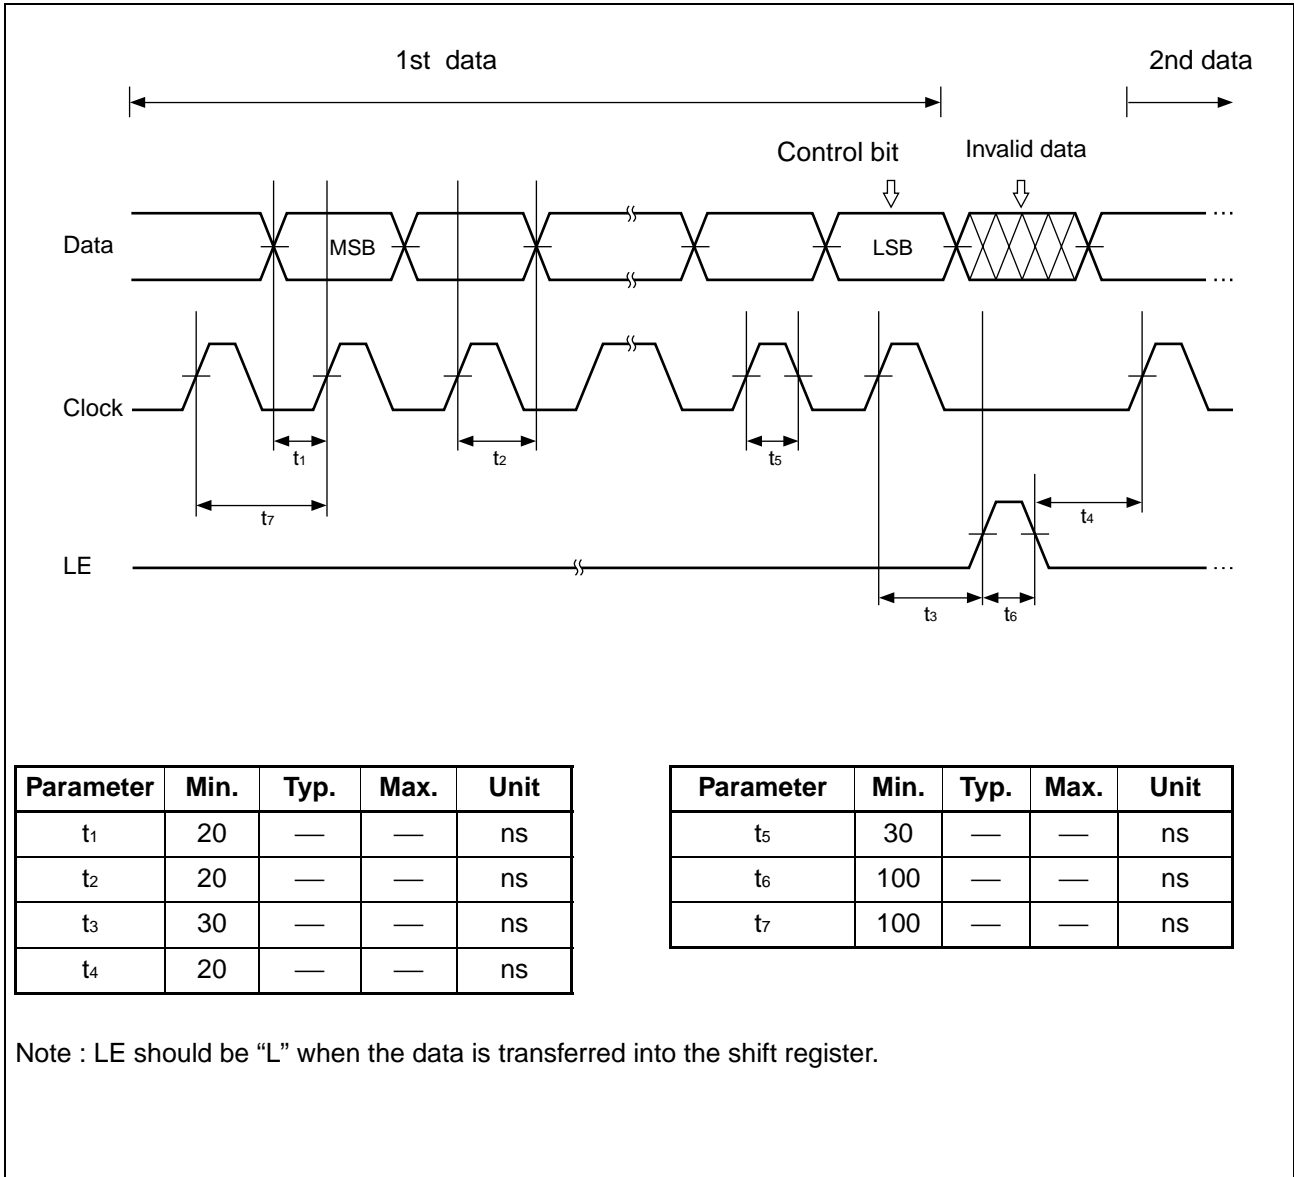 1st data 2nd data
Control bit Invalid data
Data MSB LSB ...
Clock
t1 t2 t5
t7 t4
LE ...
t3 t6
Parameter Min. Typ. Max. Unit
t1 20 — — ns
t2 20 — — ns
t3 30 — — ns
t4 20 — — ns
Parameter Min. Typ. Max. Unit
t5 30 — — ns
t6 100 — — ns
t7 100 — — ns
Note : LE should be “L” when the data is transferred into the shift register.